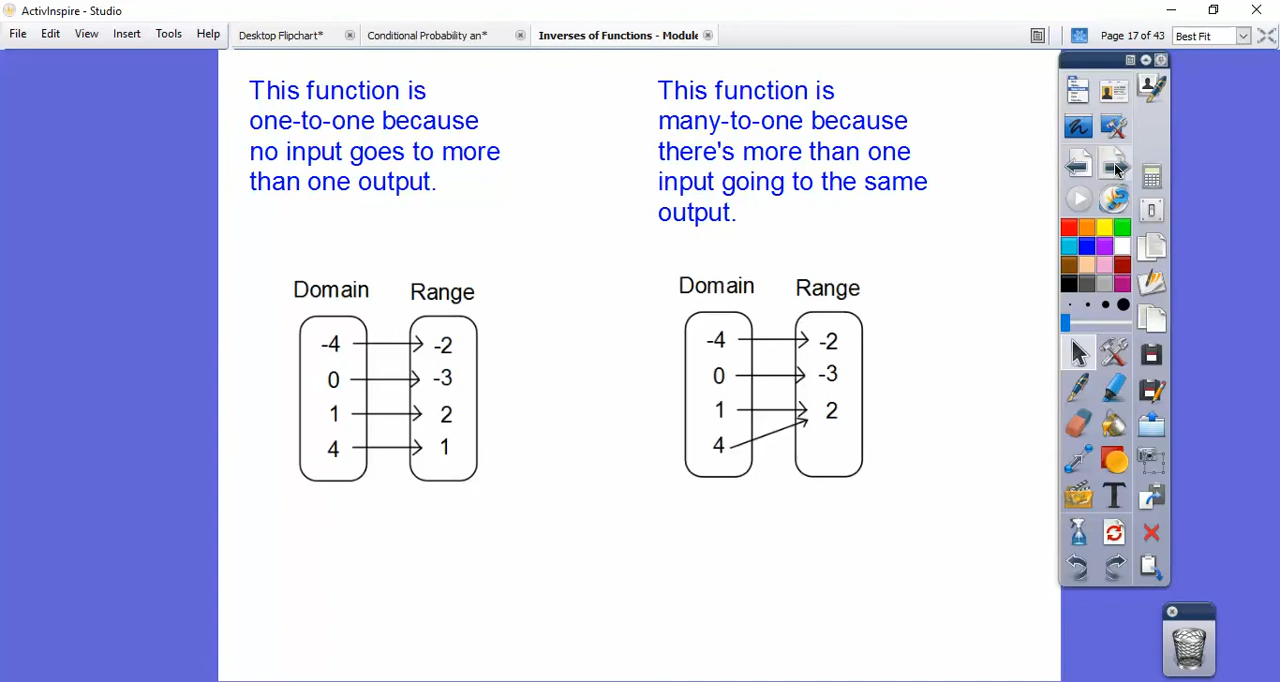 ActivInspire - Studio
File Edit View Insert Tools Help
Desktop Flipchart* Conditional Probability an* Inverses of Functions - Module
Page 17 of 43 Best Fit
This function is
one-to-one because
no input goes to more
than one output.
This function is
many-to-one because
there's more than one
input going to the same
output.
Domain Range
-4 -2
0 -3
1 2
4 1
Domain Range
-4 -2
0 -3
1 2
4